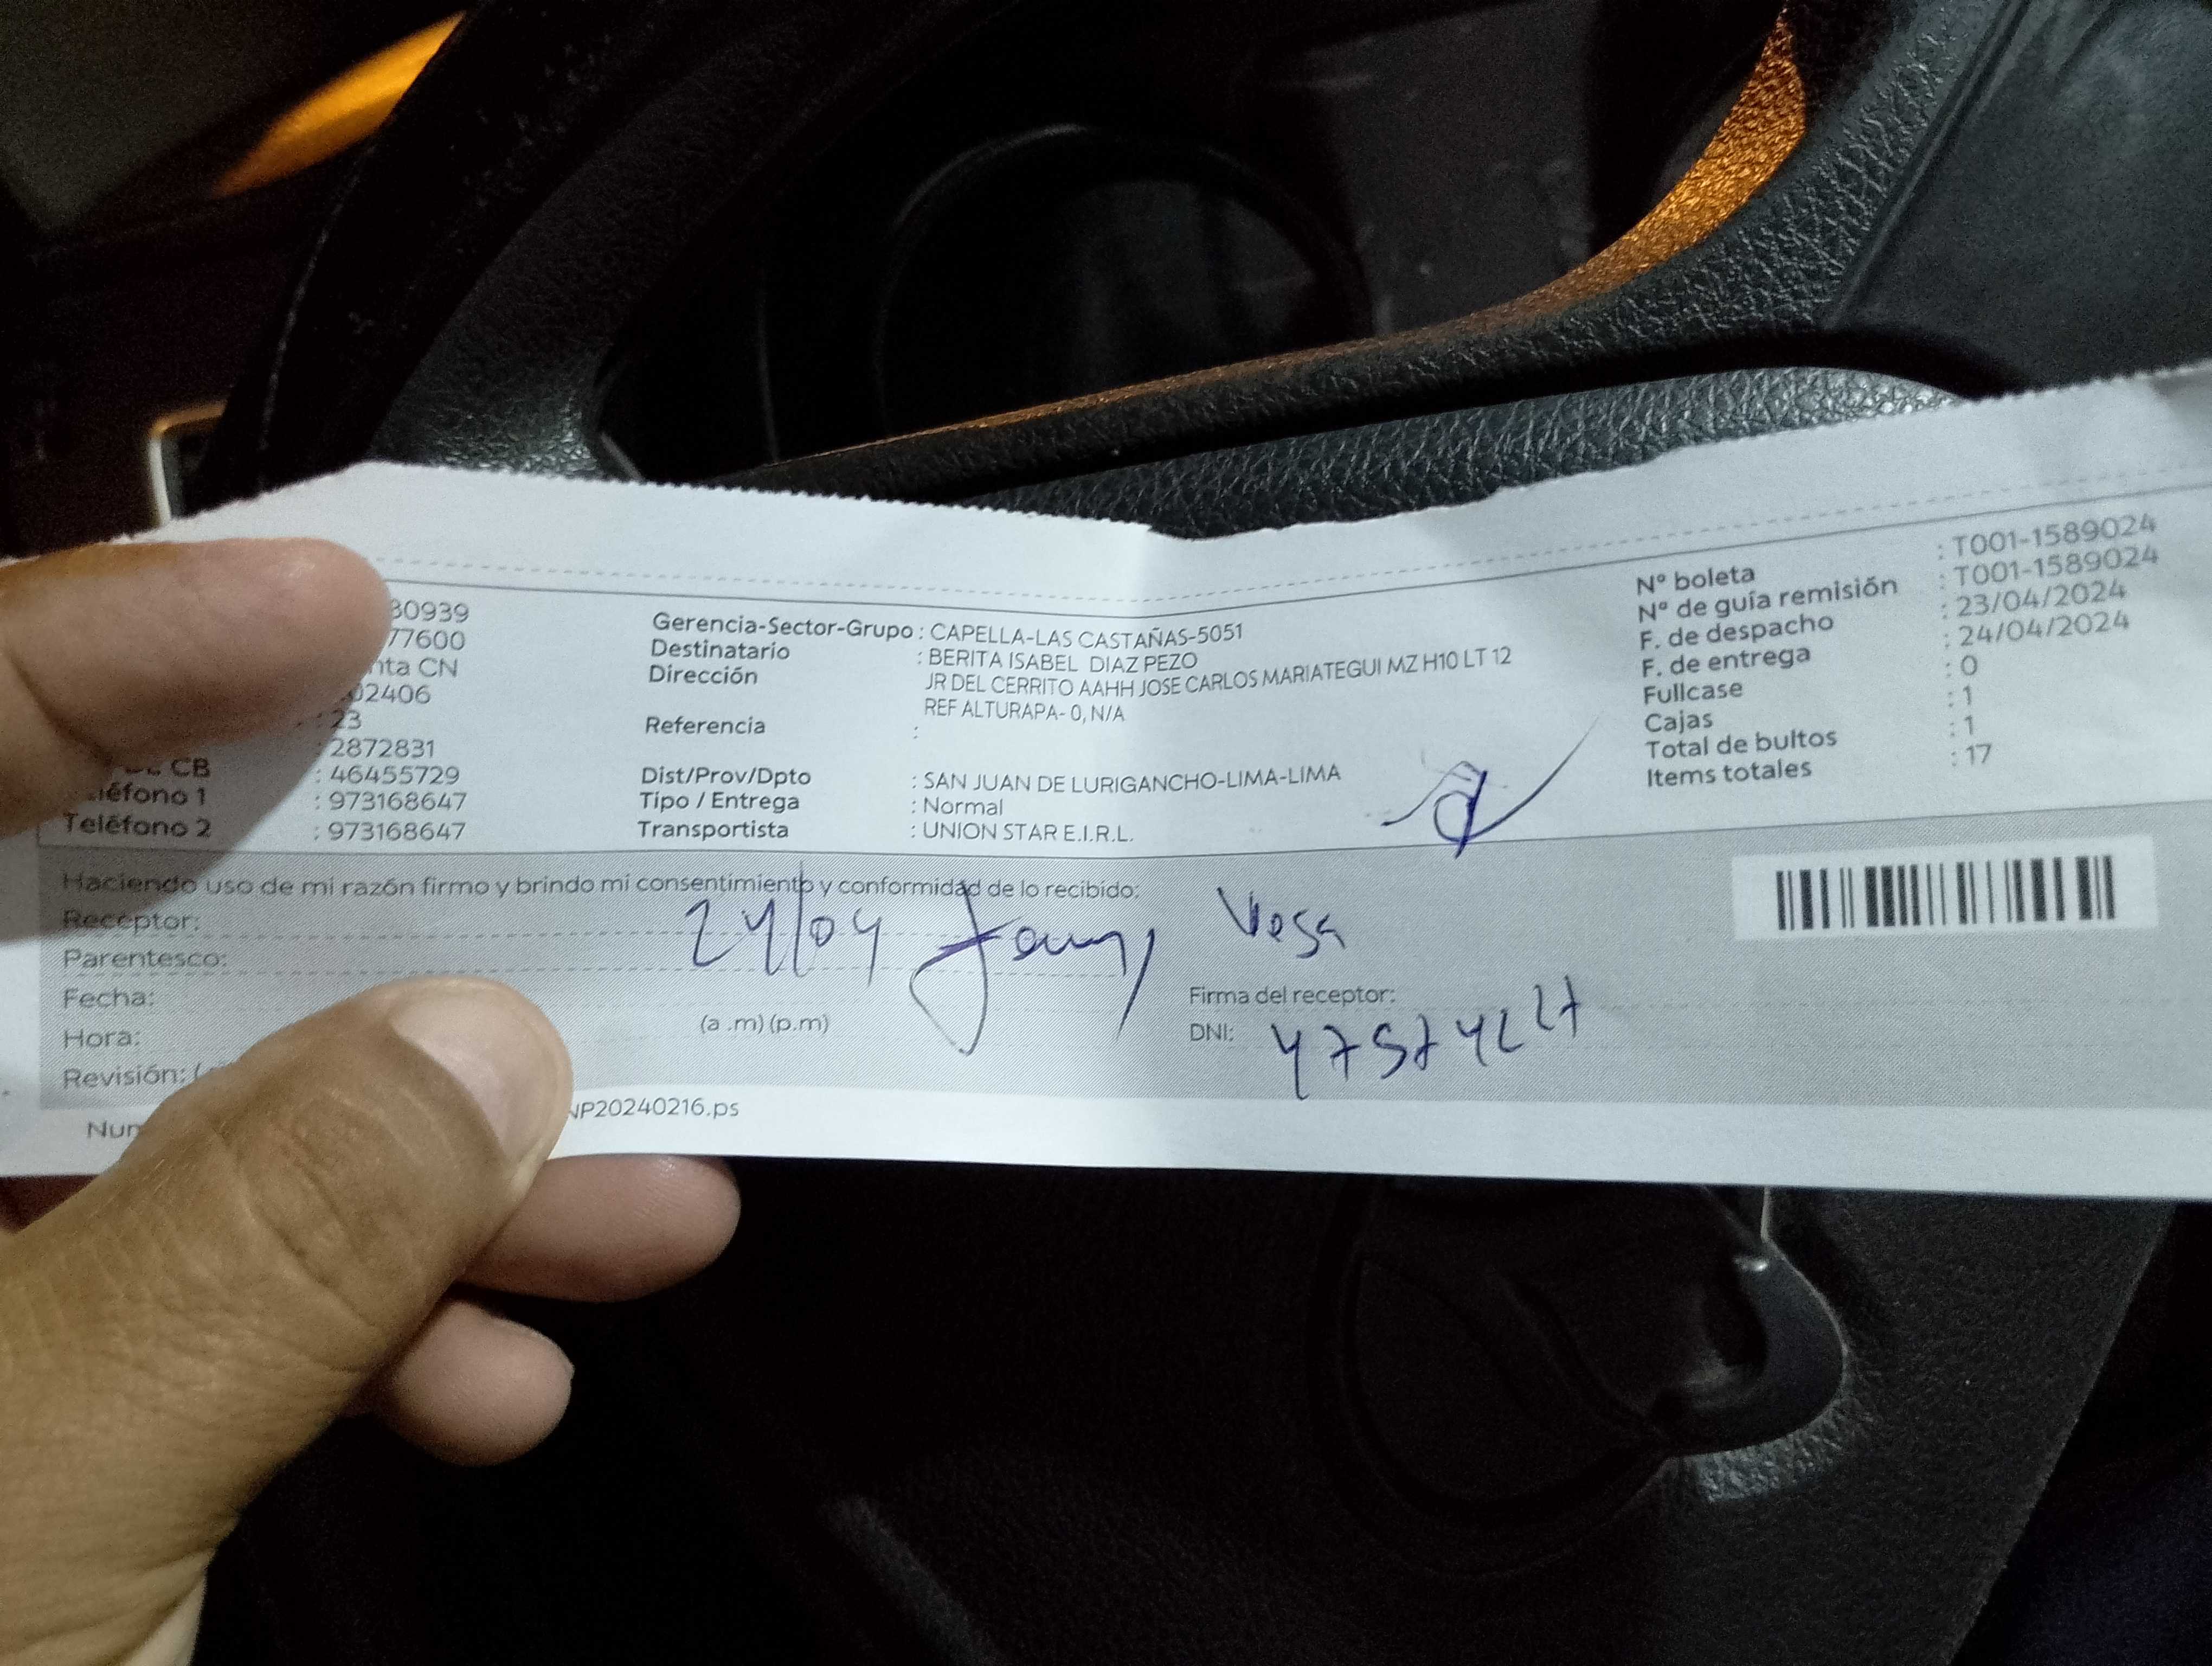 30939
77600
nta CN
02406
: 23
: 2872831
CB : 46455729
léfono 1 : 973168647
Teléfono 2 : 973168647
Gerencia-Sector-Grupo : CAPELLA-LAS CASTAÑAS-5051
Destinatario : BERITA ISABEL DIAZ PEZO
Dirección JR DEL CERRITO AAHH JOSE CARLOS MARIATEGUI MZ H10 LT 12
REF ALTURAPA- 0, N/A
Referencia :
Dist/Prov/Dpto : SAN JUAN DE LURIGANCHO-LIMA-LIMA
Tipo / Entrega : Normal
Transportista : UNION STAR E.I.R.L.
Nº boleta : T001-1589024
Nº de guía remisión : T001-1589024
F. de despacho : 23/04/2024
F. de entrega : 24/04/2024
Fullcase : 0
Cajas : 1
Total de bultos : 1
Items totales : 17
Haciendo uso de mi razón firmo y brindo mi consentimiento y conformidad de lo recibido:
Receptor: 24/04 Vega
Parentesco:
Fecha:
Hora: (a .m) (p.m)
Revisión: (
Firma del receptor:
DNI:
Num
NP20240216.ps